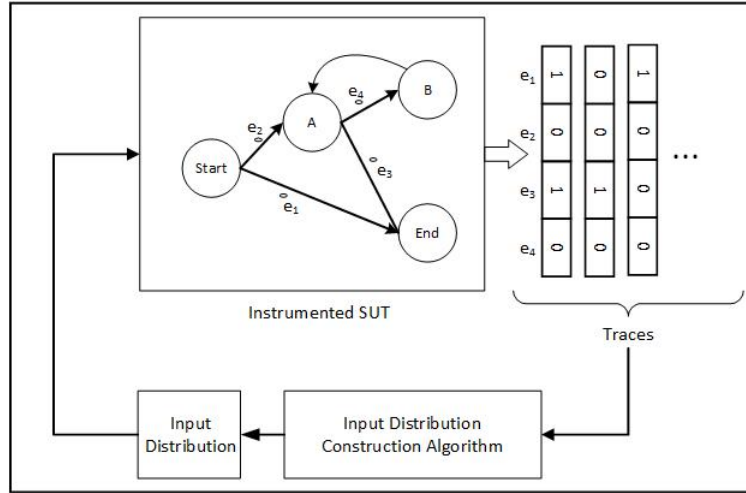 e1
e2
e3
e4
Start
A
B
End
e2
e4
e3
e1
1 0 1
0 0 0
1 1 0
0 0 0
...
Instrumented SUT
Traces
Input
Distribution
Input Distribution
Construction Algorithm